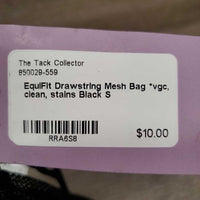 The Tack Collector
850029-559
EquiFit Drawstring Mesh Bag *vgc,
clean, stains Black S
RRA6S8
$10.00